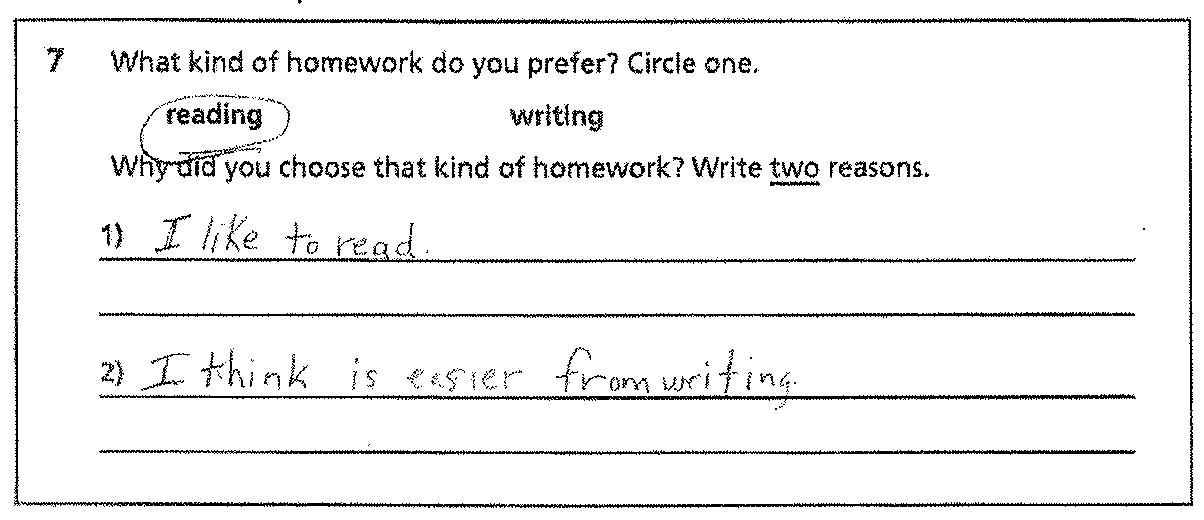 7 What kind of homework do you prefer? Circle one.
reading writing
Why did you choose that kind of homework? Write two reasons.
1) I like to read.
2) I think is easier from writing.